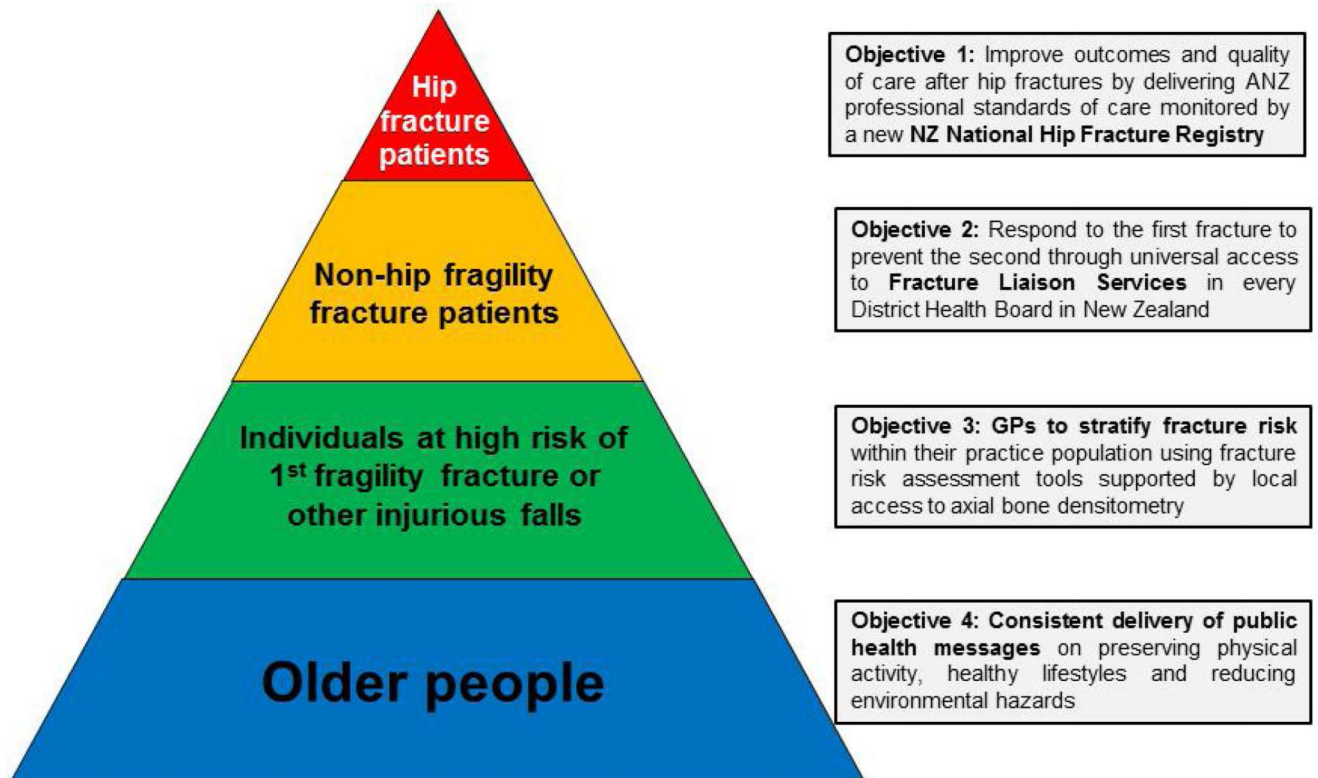 Hip
fracture
patients
Objective 1: Improve outcomes and quality
of care after hip fractures by delivering ANZ
professional standards of care monitored by
a new NZ National Hip Fracture Registry
Non-hip fragility
fracture patients
Objective 2: Respond to the first fracture to
prevent the second through universal access
to Fracture Liaison Services in every
District Health Board in New Zealand
Individuals at high risk of
1st fragility fracture or
other injurious falls
Objective 3: GPs to stratify fracture risk
within their practice population using fracture
risk assessment tools supported by local
access to axial bone densitometry
Older people
Objective 4: Consistent delivery of public
health messages on preserving physical
activity, healthy lifestyles and reducing
environmental hazards